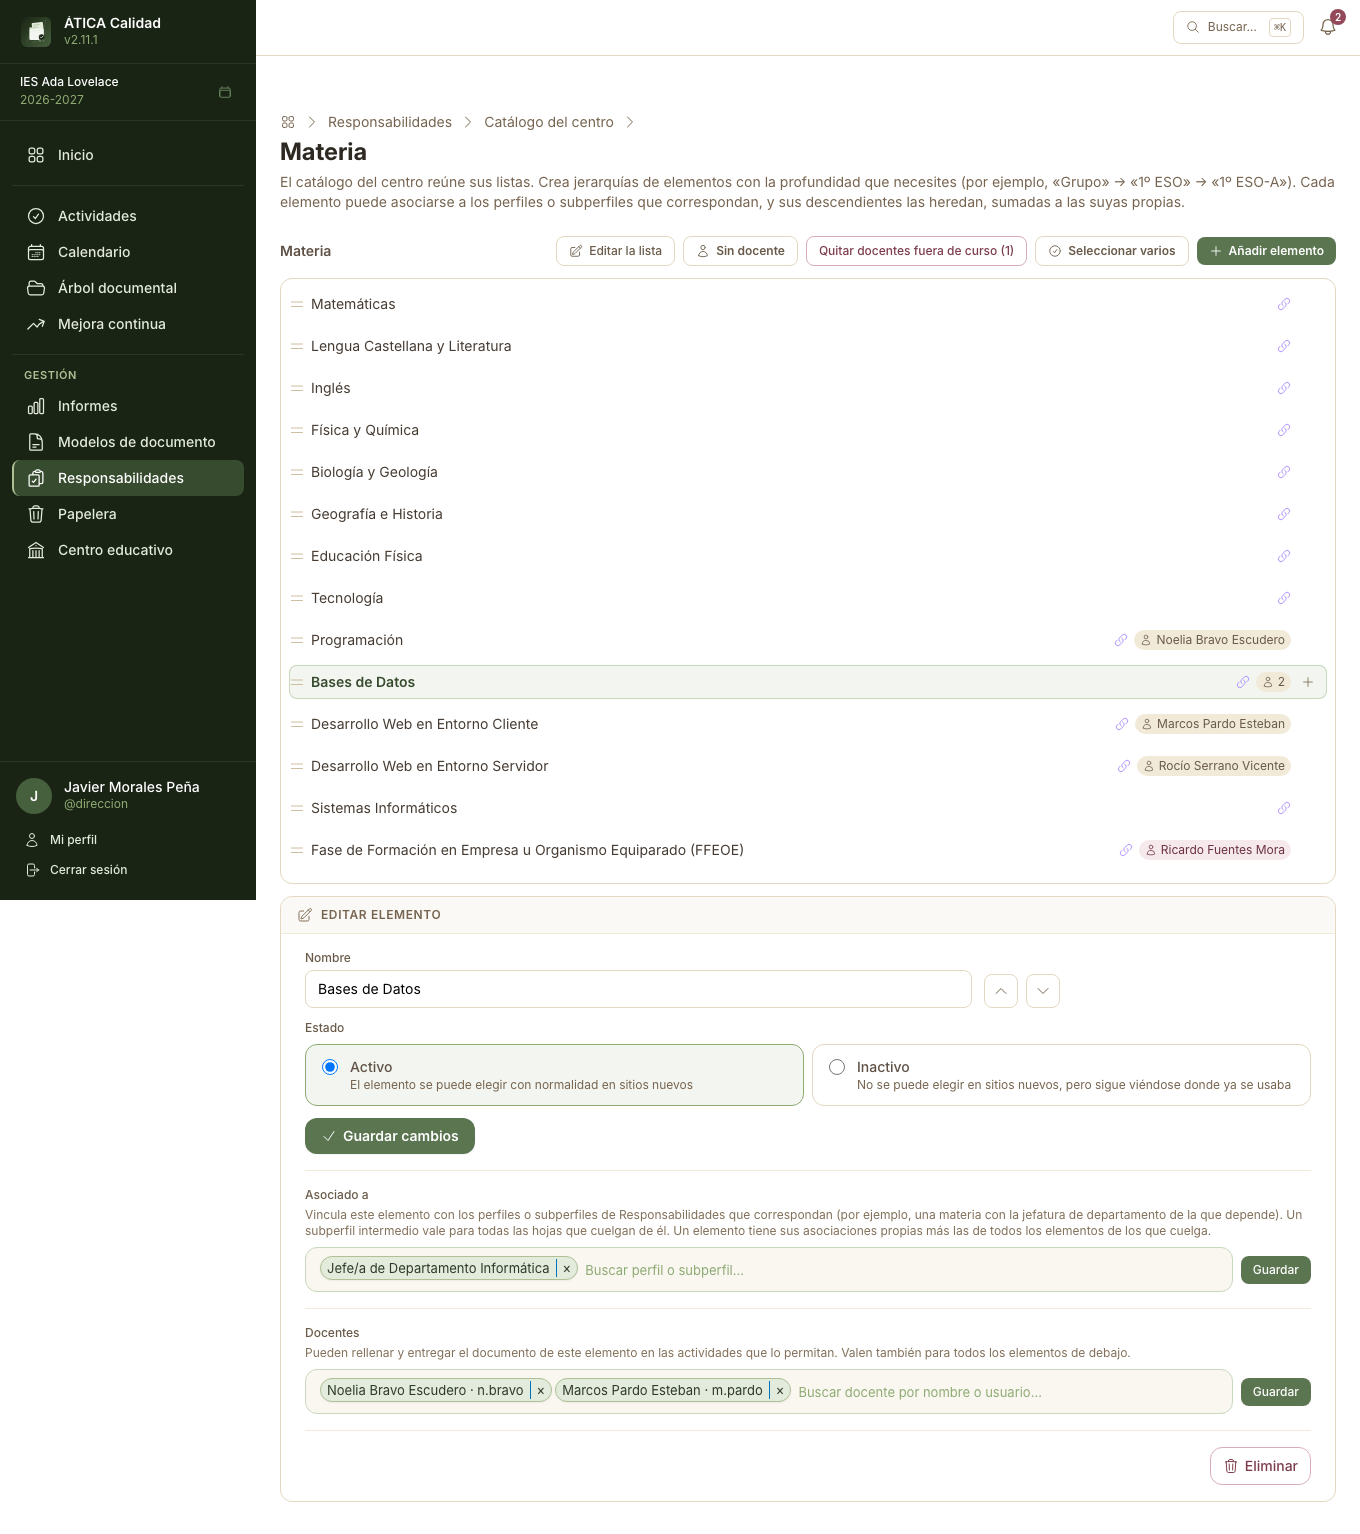 ÁTICA Calidad
v2.11.1
IES Ada Lovelace
2026-2027
Inicio
Actividades
Calendario
Árbol documental
Mejora continua
GESTIÓN
Informes
Modelos de documento
Responsabilidades
Papelera
Centro educativo
J
Javier Morales Peña
@direccion
Mi perfil
Cerrar sesión
Buscar... ⌘K
2
Responsabilidades
Catálogo del centro
Materia
El catálogo del centro reúne sus listas. Crea jerarquías de elementos con la profundidad que necesites (por ejemplo, «Grupo» → «1º ESO» → «1º ESO-A»). Cada
elemento puede asociarse a los perfiles o subperfiles que correspondan, y sus descendientes las heredan, sumadas a las suyas propias.
Materia
Editar la lista
Sin docente
Quitar docentes fuera de curso (1)
Seleccionar varios
Añadir elemento
Matemáticas
Lengua Castellana y Literatura
Inglés
Física y Química
Biología y Geología
Geografía e Historia
Educación Física
Tecnología
Programación Noelia Bravo Escudero
Bases de Datos 2
Desarrollo Web en Entorno Cliente Marcos Pardo Esteban
Desarrollo Web en Entorno Servidor Rocío Serrano Vicente
Sistemas Informáticos
Fase de Formación en Empresa u Organismo Equiparado (FFEOE) Ricardo Fuentes Mora
EDITAR ELEMENTO
Nombre
Bases de Datos
Estado
Activo
El elemento se puede elegir con normalidad en sitios nuevos
Inactivo
No se puede elegir en sitios nuevos, pero sigue viéndose donde ya se usaba
Guardar cambios
Asociado a
Vincula este elemento con los perfiles o subperfiles de Responsabilidades que correspondan (por ejemplo, una materia con la jefatura de departamento de la que depende). Un
subperfil intermedio vale para todas las hojas que cuelgan de él. Un elemento tiene sus asociaciones propias más las de todos los elementos de los que cuelga.
Jefe/a de Departamento Informática × Buscar perfil o subperfil...
Guardar
Docentes
Pueden rellenar y entregar el documento de este elemento en las actividades que lo permitan. Valen también para todos los elementos de debajo.
Noelia Bravo Escudero · n.bravo × Marcos Pardo Esteban · m.pardo × Buscar docente por nombre o usuario...
Guardar
Eliminar